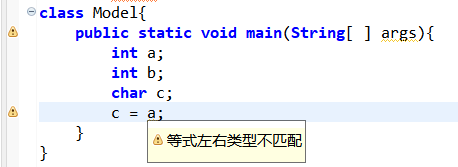 class Model{
public static void main(String[ ] args){
int a;
int b;
char c;
c = a;
等式左右类型不匹配
}
}